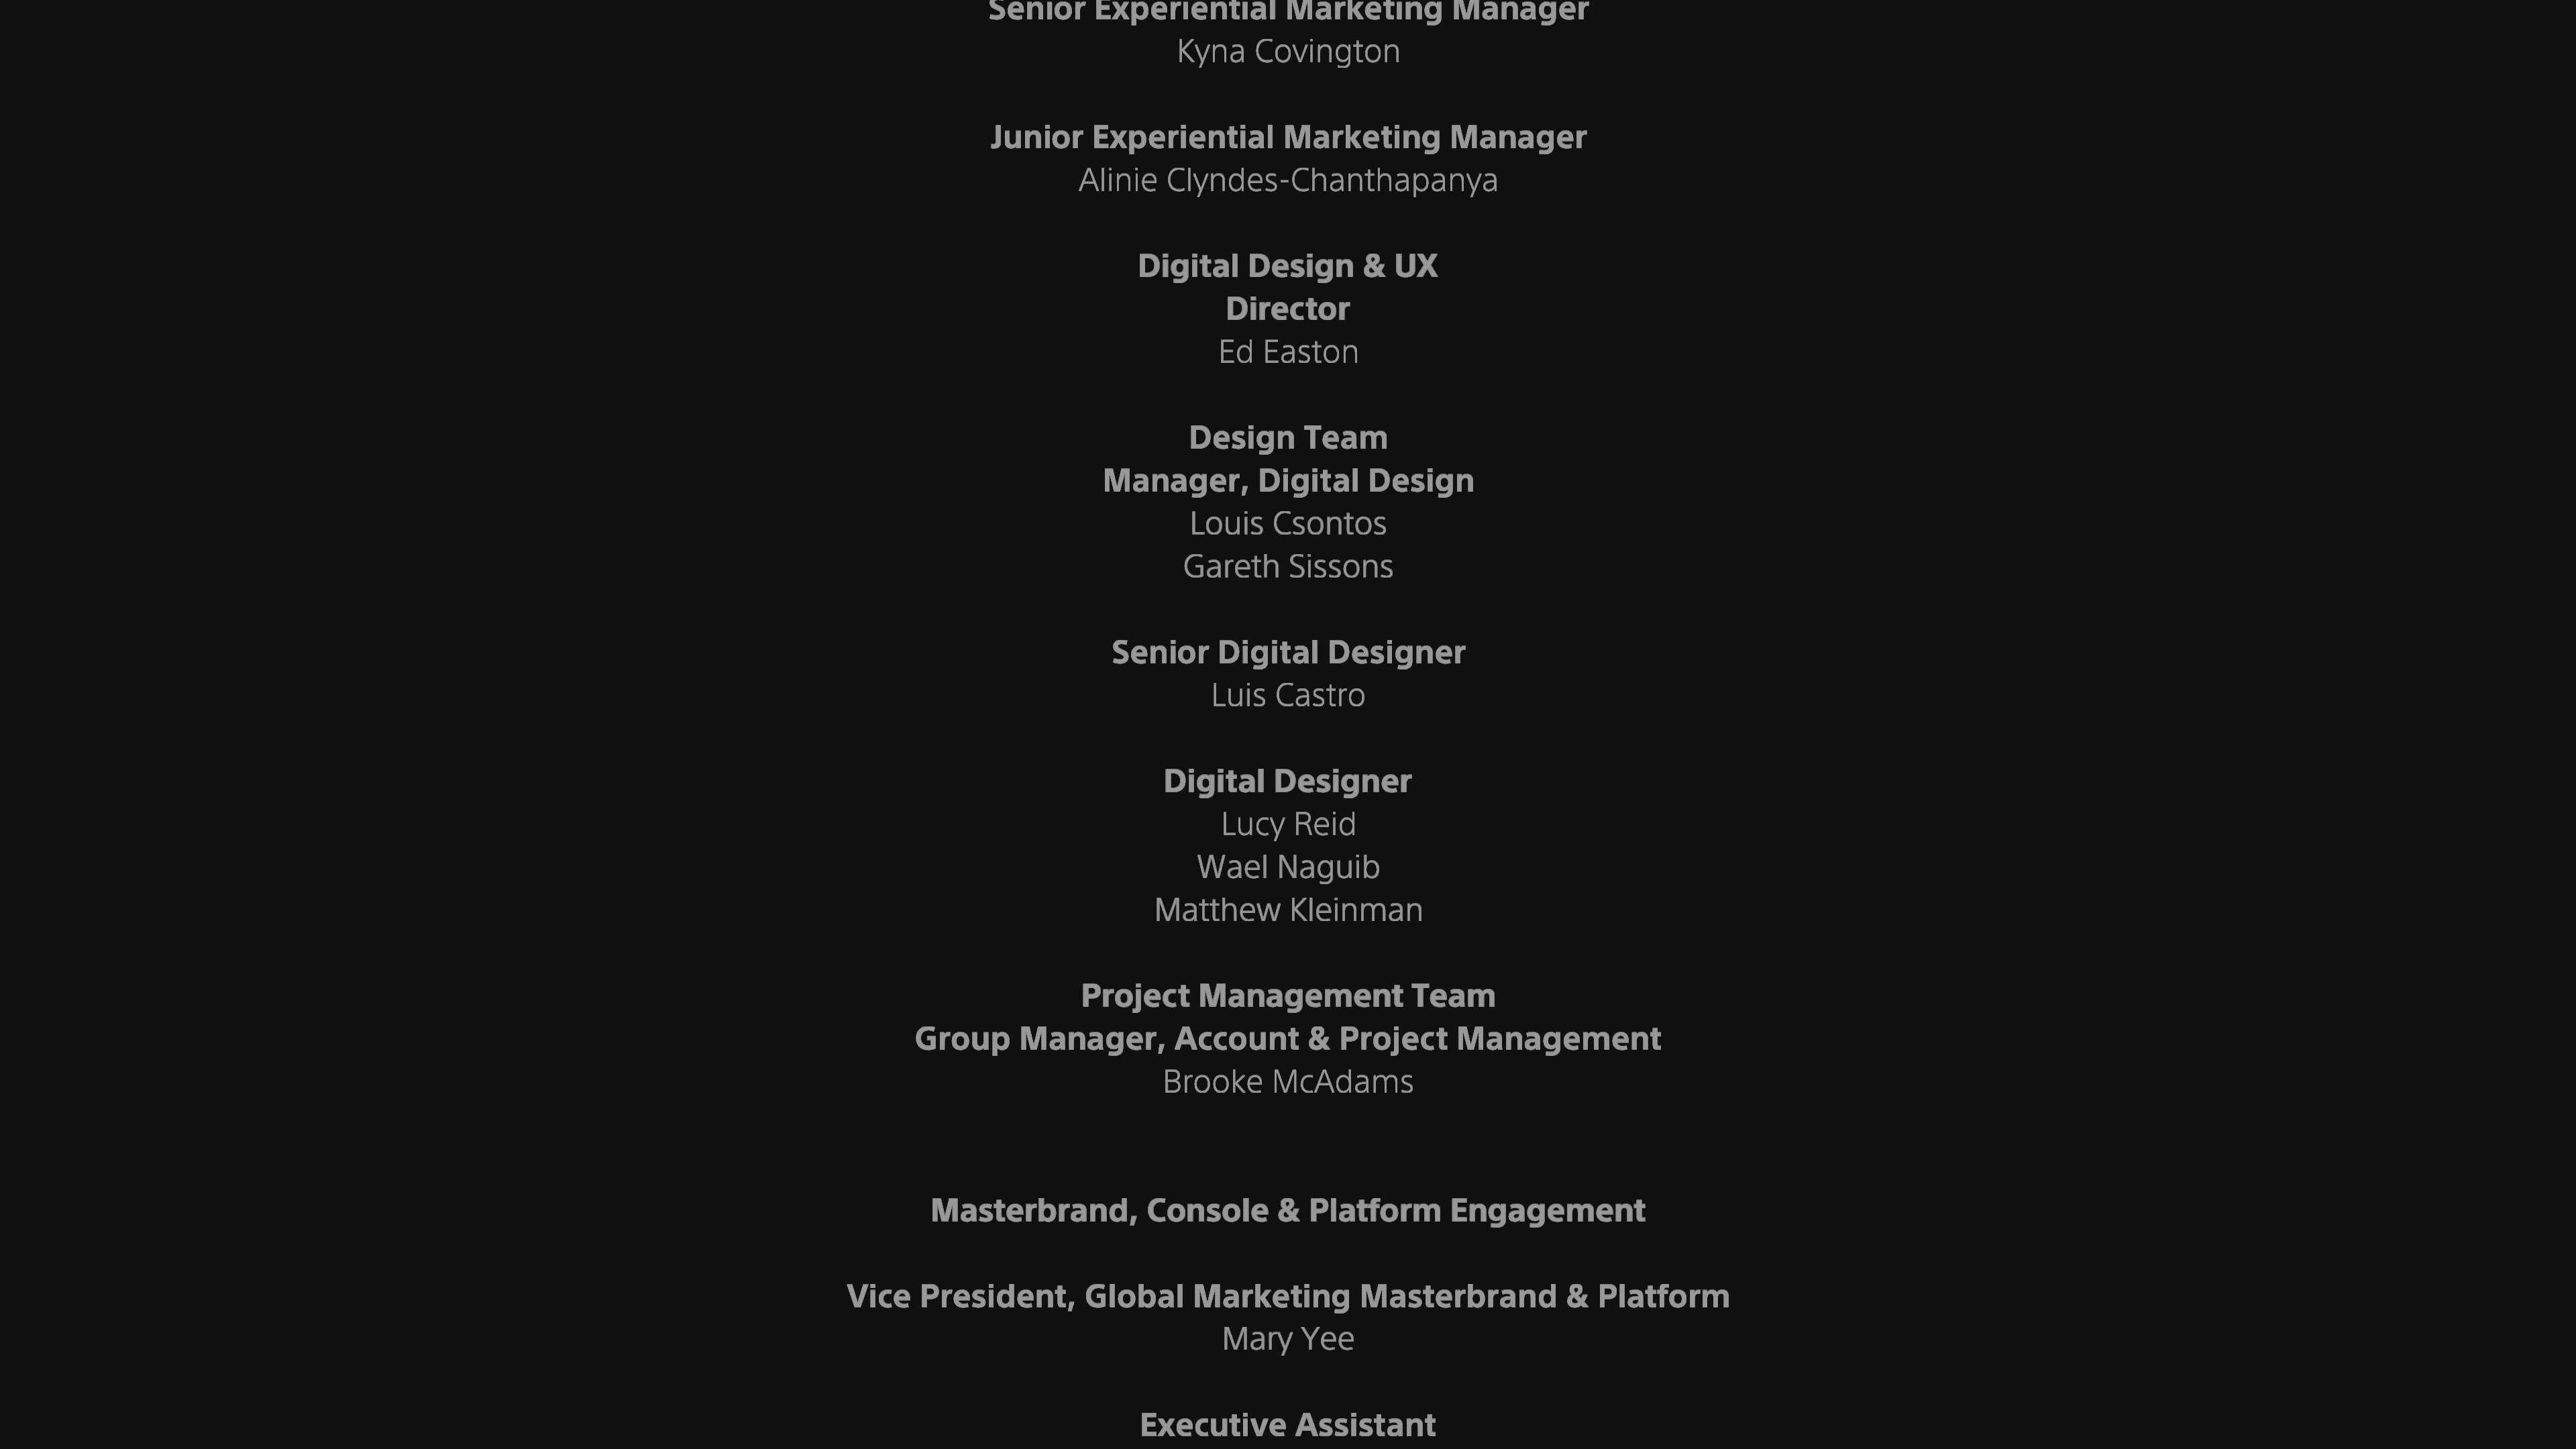 Senior Experiential Marketing Manager
Kyna Covington
Junior Experiential Marketing Manager
Alinie Clyndes-Chanthapanya
Digital Design & UX
Director
Ed Easton
Design Team
Manager, Digital Design
Louis Csontos
Gareth Sissons
Senior Digital Designer
Luis Castro
Digital Designer
Lucy Reid
Wael Naguib
Matthew Kleinman
Project Management Team
Group Manager, Account & Project Management
Brooke McAdams
Masterbrand, Console & Platform Engagement
Vice President, Global Marketing Masterbrand & Platform
Mary Yee
Executive Assistant